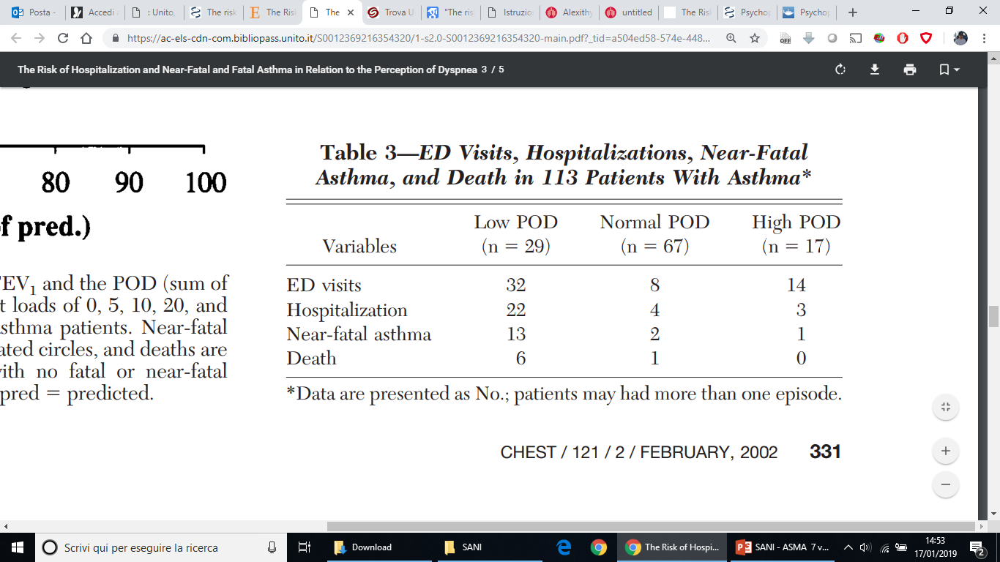 Posta - Accedi : Unito, The risk The Ris The Trova U "The ris Istruzio Alexith untitled The Ris Psychop Psychop
https://ac-els-cdn-com.bibliopass.unito.it/S0012369216354320/1-s2.0-S0012369216354320-main.pdf?_tid=a504ed58-574e-448... OFF
The Risk of Hospitalization and Near-Fatal and Fatal Asthma in Relation to the Perception of Dyspnea 3 / 5
80 90 100
f pred.)
EV1 and the POD (sum of
t loads of 0, 5, 10, 20, and
sthma patients. Near-fatal
ated circles, and deaths are
ith no fatal or near-fatal
pred = predicted.
Table 3—ED Visits, Hospitalizations, Near-Fatal
Asthma, and Death in 113 Patients With Asthma*
Low POD Normal POD High POD
Variables (n = 29) (n = 67) (n = 17)
ED visits 32 8 14
Hospitalization 22 4 3
Near-fatal asthma 13 2 1
Death 6 1 0
*Data are presented as No.; patients may had more than one episode.
CHEST / 121 / 2 / FEBRUARY, 2002 331
Scrivi qui per eseguire la ricerca Download SANI The Risk of Hospi... SANI - ASMA 7 v... 14:53
17/01/2019 2